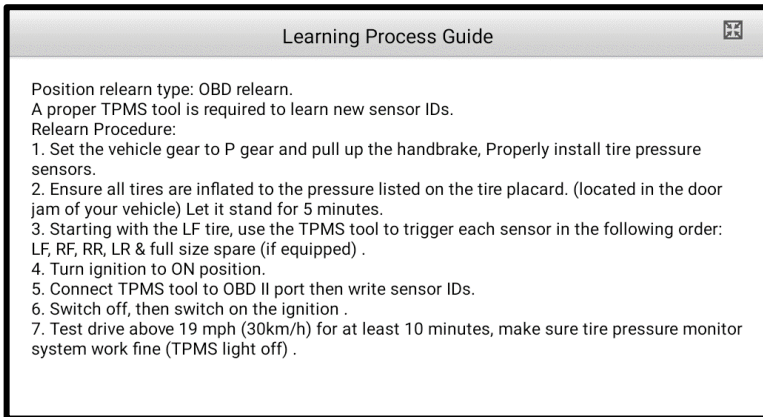 Learning Process Guide
Position relearn type: OBD relearn.
A proper TPMS tool is required to learn new sensor IDs.
Relearn Procedure:
1. Set the vehicle gear to P gear and pull up the handbrake, Properly install tire pressure
sensors.
2. Ensure all tires are inflated to the pressure listed on the tire placard. (located in the door
jam of your vehicle) Let it stand for 5 minutes.
3. Starting with the LF tire, use the TPMS tool to trigger each sensor in the following order:
LF, RF, RR, LR & full size spare (if equipped) .
4. Turn ignition to ON position.
5. Connect TPMS tool to OBD II port then write sensor IDs.
6. Switch off, then switch on the ignition .
7. Test drive above 19 mph (30km/h) for at least 10 minutes, make sure tire pressure monitor
system work fine (TPMS light off) .